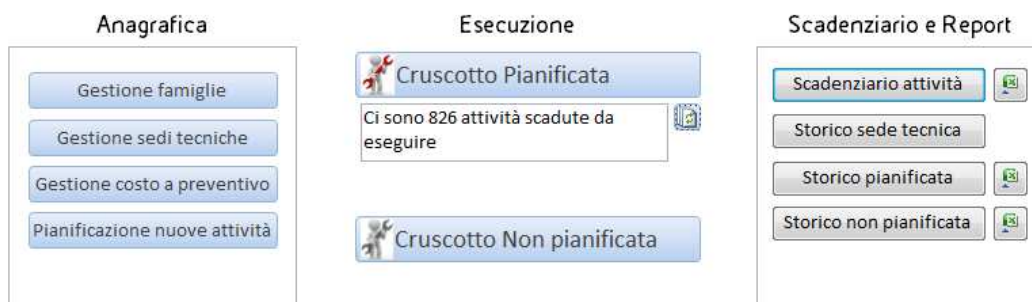 Anagrafica
Gestione famiglie
Gestione sedi tecniche
Gestione costo a preventivo
Pianificazione nuove attività
Esecuzione
Cruscotto Pianificata
Ci sono 826 attività scadute da
eseguire
Cruscotto Non pianificata
Scadenziario e Report
Scadenziario attività
Storico sede tecnica
Storico pianificata
Storico non pianificata